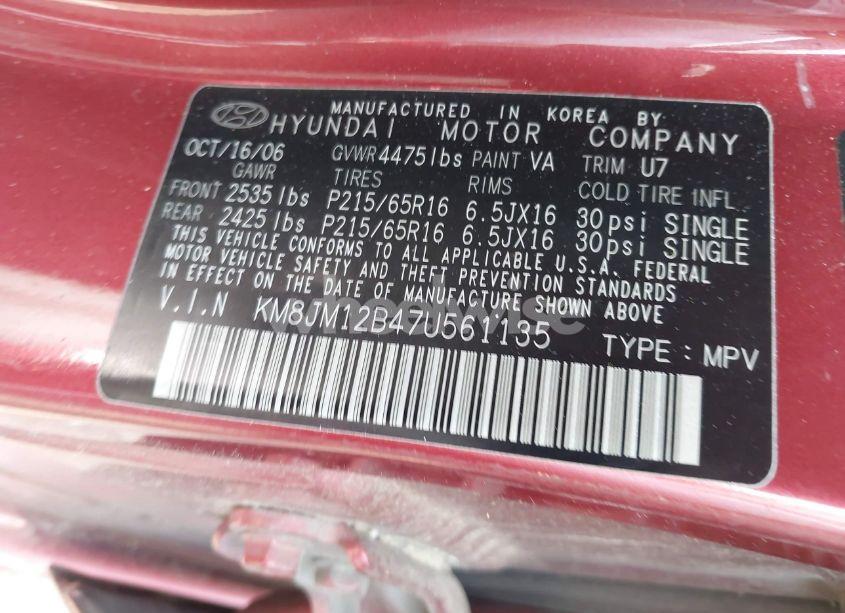 MANUFACTURED IN KOREA BY:
HYUNDAI MOTOR COMPANY
OCT/16/06 GVWR 4475lbs PAINT VA TRIM U7
GAWR TIRES RIMS COLD TIRE INFL
FRONT 2535 lbs P215/65R16 6.5JX16 30psi SINGLE
REAR 2425 lbs P215/65R16 6.5JX16 30psi SINGLE
THIS VEHICLE CONFORMS TO ALL APPLICABLE U.S.A. FEDERAL
MOTOR VEHICLE SAFETY AND THEFT PREVENTION STANDARDS
IN EFFECT ON THE DATE OF MANUFACTURE SHOWN ABOVE.
V.I.N KM8JM12B47U561135 TYPE : MPV
wheelwise